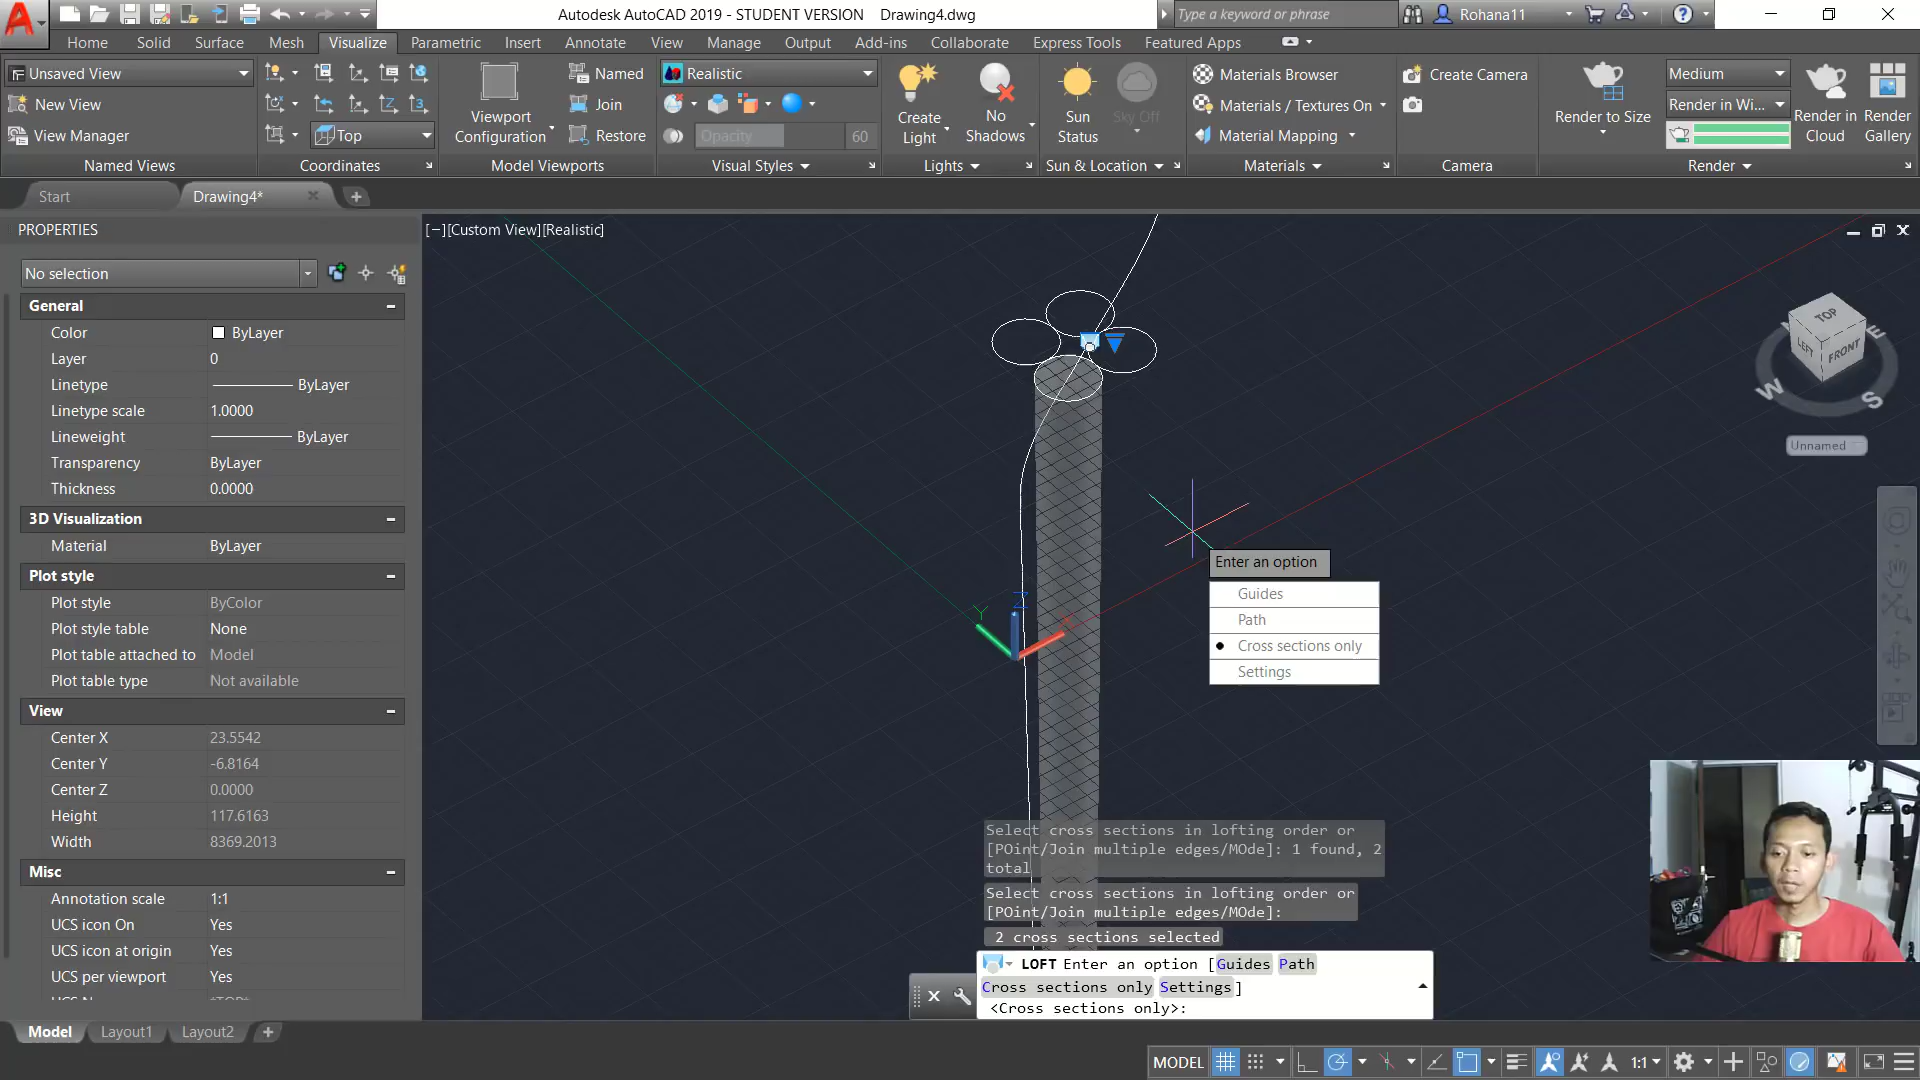 Autodesk AutoCAD 2019 - STUDENT VERSION Drawing4.dwg
Type a keyword or phrase
Rohana11
Home Solid Surface Mesh Visualize Parametric Insert Annotate View Manage Output Add-ins Collaborate Express Tools Featured Apps
Unsaved View
New View
View Manager
Named Views
Top
Coordinates
Viewport
Configuration
Named
Join
Restore
Model Viewports
Realistic
Opacity 60
Visual Styles
Create
Light
No
Shadows
Lights
Sun
Status
Sky Off
Sun & Location
Materials Browser
Materials / Textures On
Material Mapping
Materials
Create Camera
Camera
Render to Size
Medium
Render in Wi...
Render in
Cloud
Render
Gallery
Render
Start Drawing4*
PROPERTIES
No selection
General
Color ByLayer
Layer 0
Linetype ByLayer
Linetype scale 1.0000
Lineweight ByLayer
Transparency ByLayer
Thickness 0.0000
3D Visualization
Material ByLayer
Plot style
Plot style ByColor
Plot style table None
Plot table attached to Model
Plot table type Not available
View
Center X 23.5542
Center Y -6.8164
Center Z 0.0000
Height 117.6163
Width 8369.2013
Misc
Annotation scale 1:1
UCS icon On Yes
UCS icon at origin Yes
UCS per viewport Yes
[−][Custom View][Realistic]
TOP
LEFT
FRONT
E
W
S
Unnamed
Y
Z
X
Enter an option
Guides
Path
Cross sections only
Settings
Select cross sections in lofting order or
[POint/Join multiple edges/MOde]: 1 found, 2
total
Select cross sections in lofting order or
[POint/Join multiple edges/MOde]:
2 cross sections selected
LOFT Enter an option [Guides Path
Cross sections only Settings]
<Cross sections only>:
Model Layout1 Layout2
MODEL
1:1